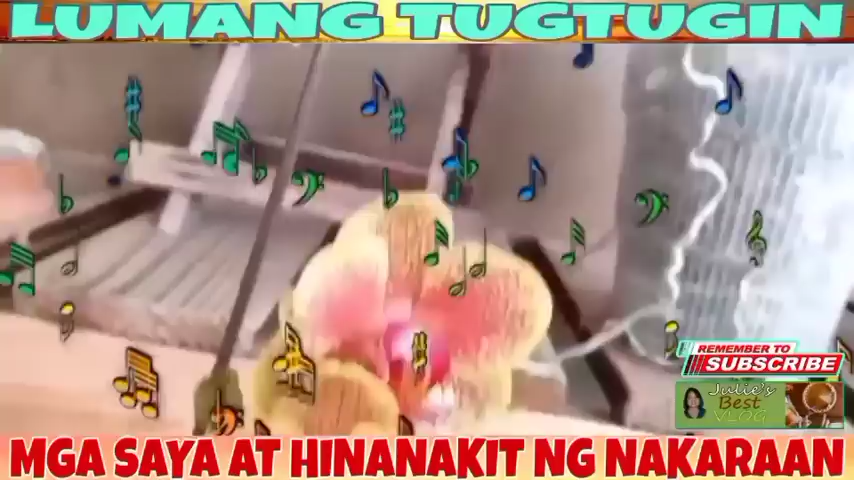 LUMANG TUGTUGIN
REMEMBER TO
SUBSCRIBE
Julie's
Best
VLOG
MGA SAYA AT HINANAKIT NG NAKARAAN